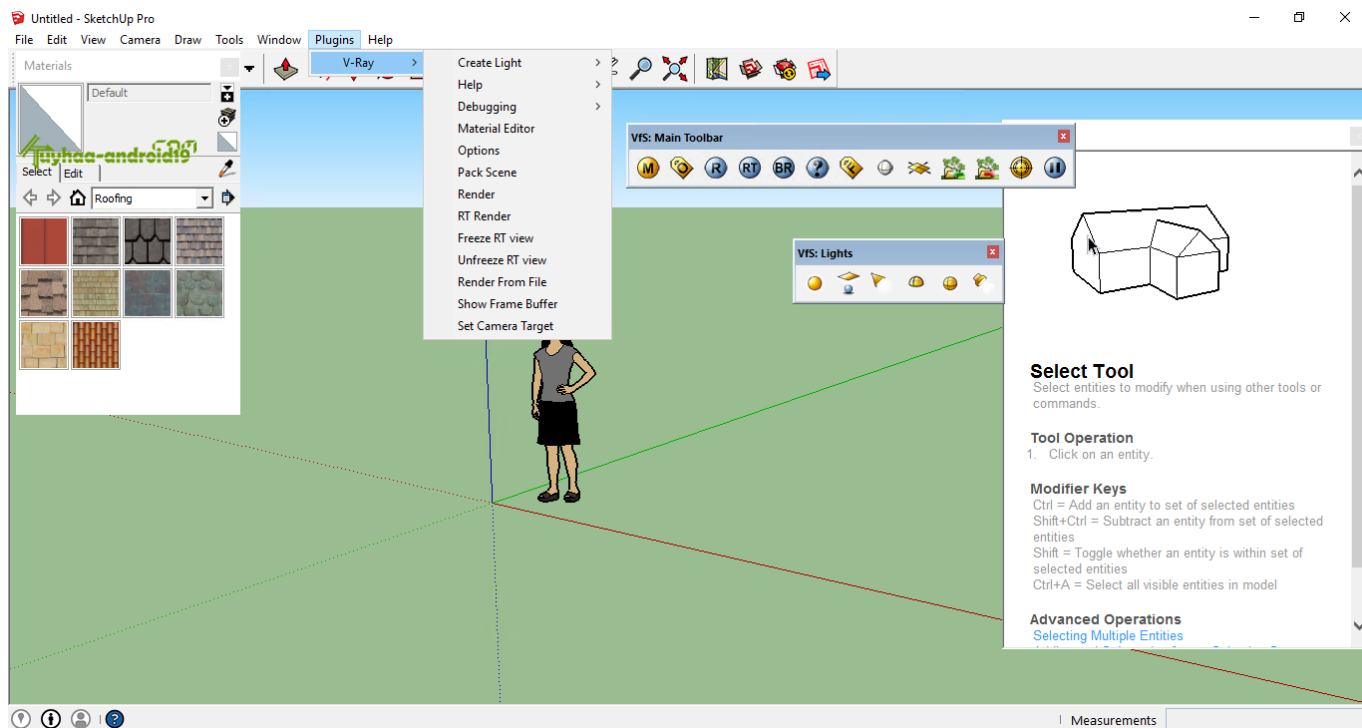 Untitled - SketchUp Pro
File Edit View Camera Draw Tools Window Plugins Help
Materials
Default
Tuyhaa-android19
Select Edit
Roofing
V-Ray
Create Light
Help
Debugging
Material Editor
Options
Pack Scene
Render
RT Render
Freeze RT view
Unfreeze RT view
Render From File
Show Frame Buffer
Set Camera Target
VfS: Main Toolbar
M R RT BR ?
VfS: Lights
Select Tool
Select entities to modify when using other tools or
commands.
Tool Operation
1. Click on an entity.
Modifier Keys
Ctrl = Add an entity to set of selected entities
Shift+Ctrl = Subtract an entity from set of selected
entities
Shift = Toggle whether an entity is within set of
selected entities
Ctrl+A = Select all visible entities in model
Advanced Operations
Selecting Multiple Entities
Measurements